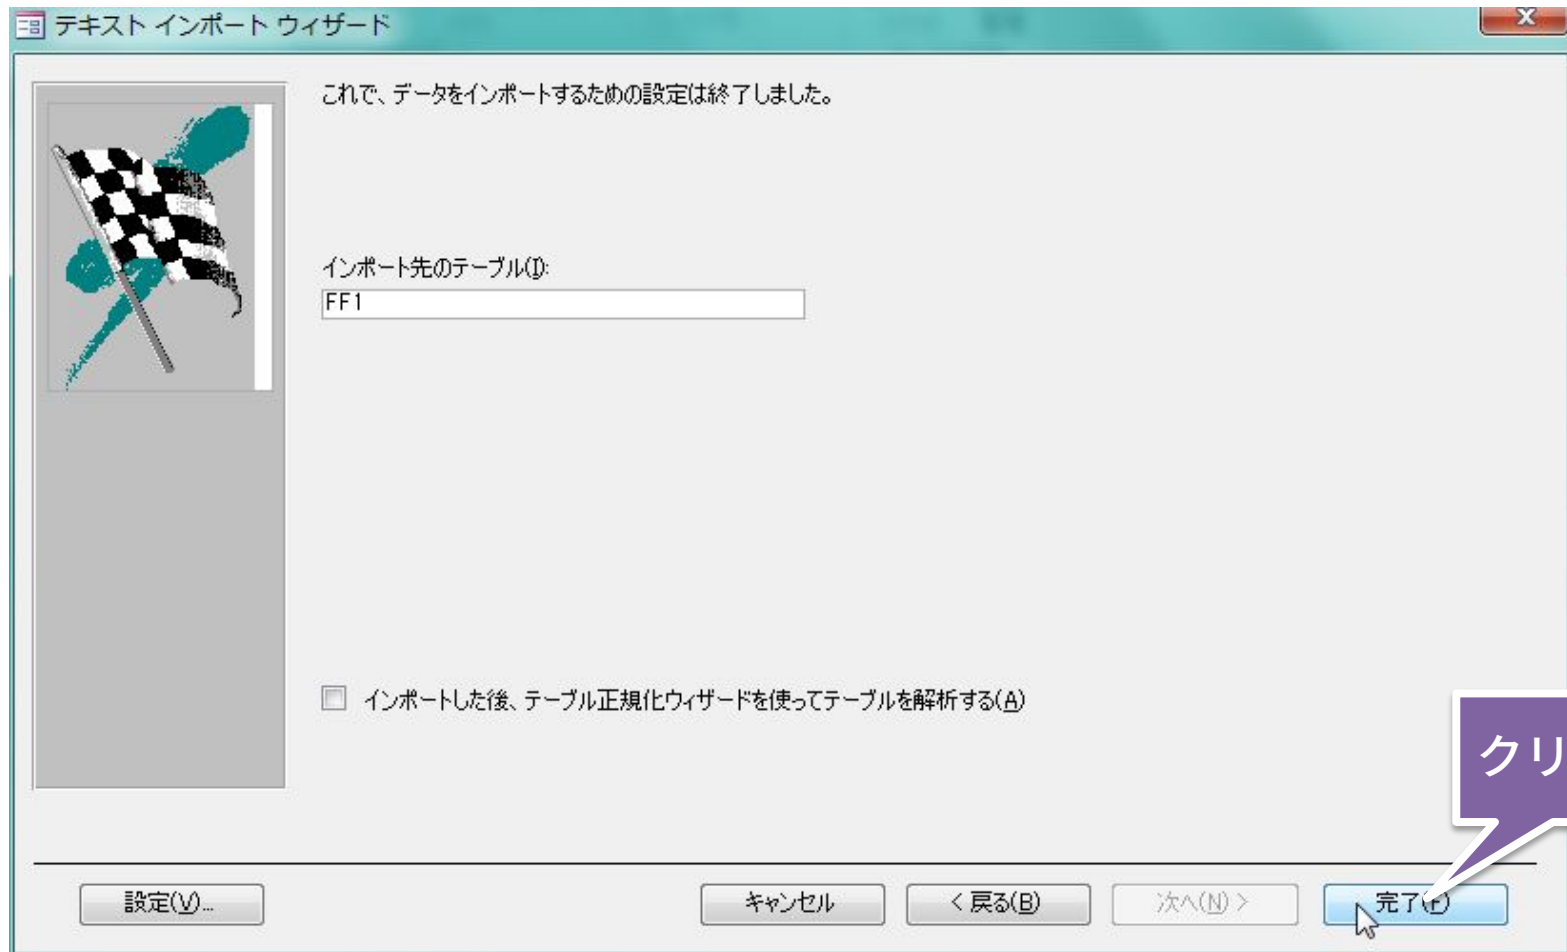 テキスト インポート ウィザード
これで、データをインポートするための設定は終了しました。
インポート先のテーブル(I):
FF1
インポートした後、テーブル正規化ウィザードを使ってテーブルを解析する(A)
クリ
設定(V)...
キャンセル
< 戻る(B)
次へ(N) >
完了(F)